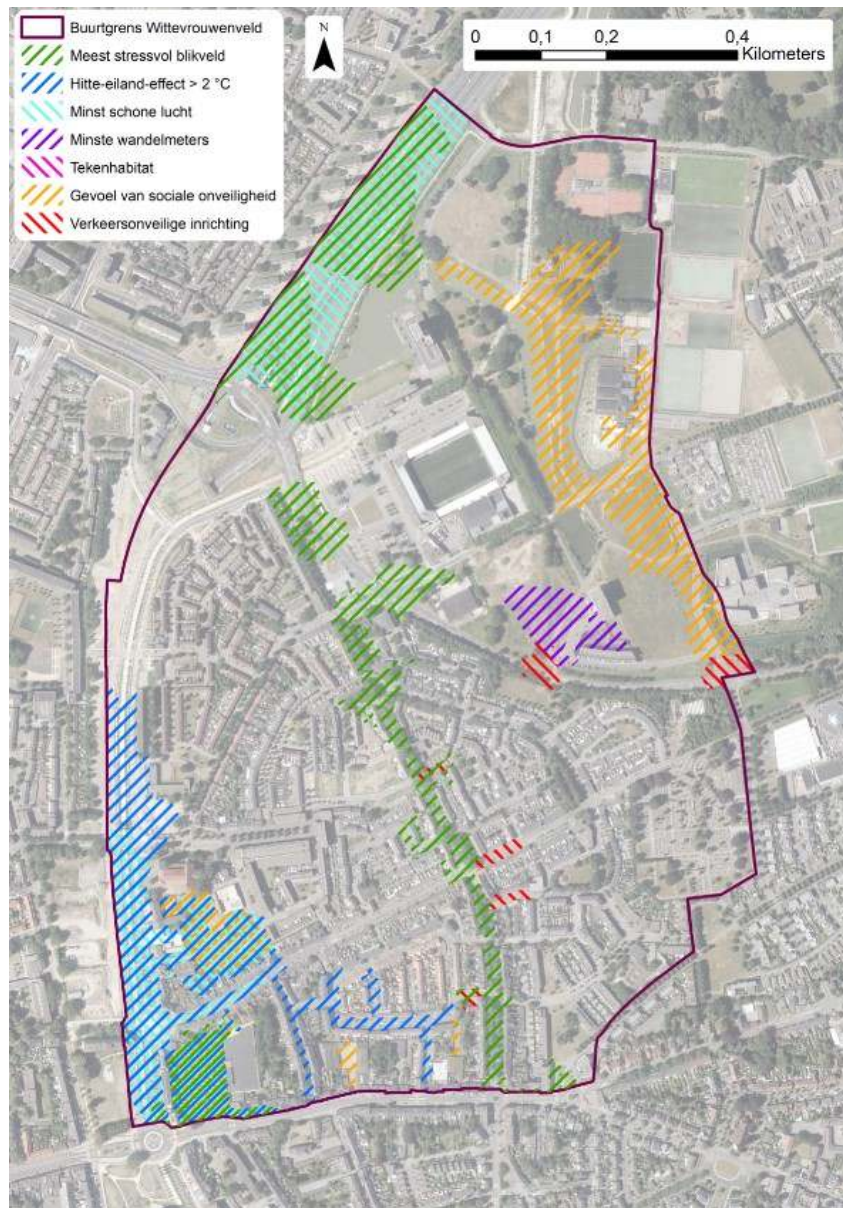 Buurtgrens Wittevrouwenveld
Meest stressvol blikveld
Hitte-eiland-effect > 2 °C
Minst schone lucht
Minste wandelmeters
Tekenhabitat
Gevoel van sociale onveiligheid
Verkeersonveilige inrichting
N
0 0,1 0,2 0,4
Kilometers